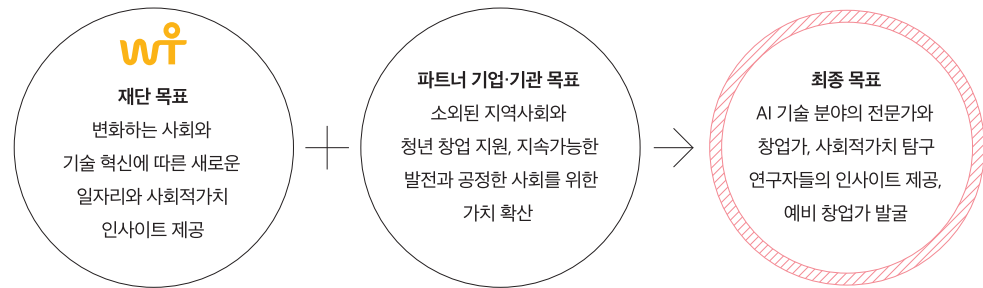 재단 목표
변화하는 사회와
기술 혁신에 따른 새로운
일자리와 사회적가치
인사이트 제공
파트너 기업·기관 목표
소외된 지역사회와
청년 창업 지원, 지속가능한
발전과 공정한 사회를 위한
가치 확산
최종 목표
AI 기술 분야의 전문가와
창업가, 사회적가치 탐구
연구자들의 인사이트 제공,
예비 창업가 발굴